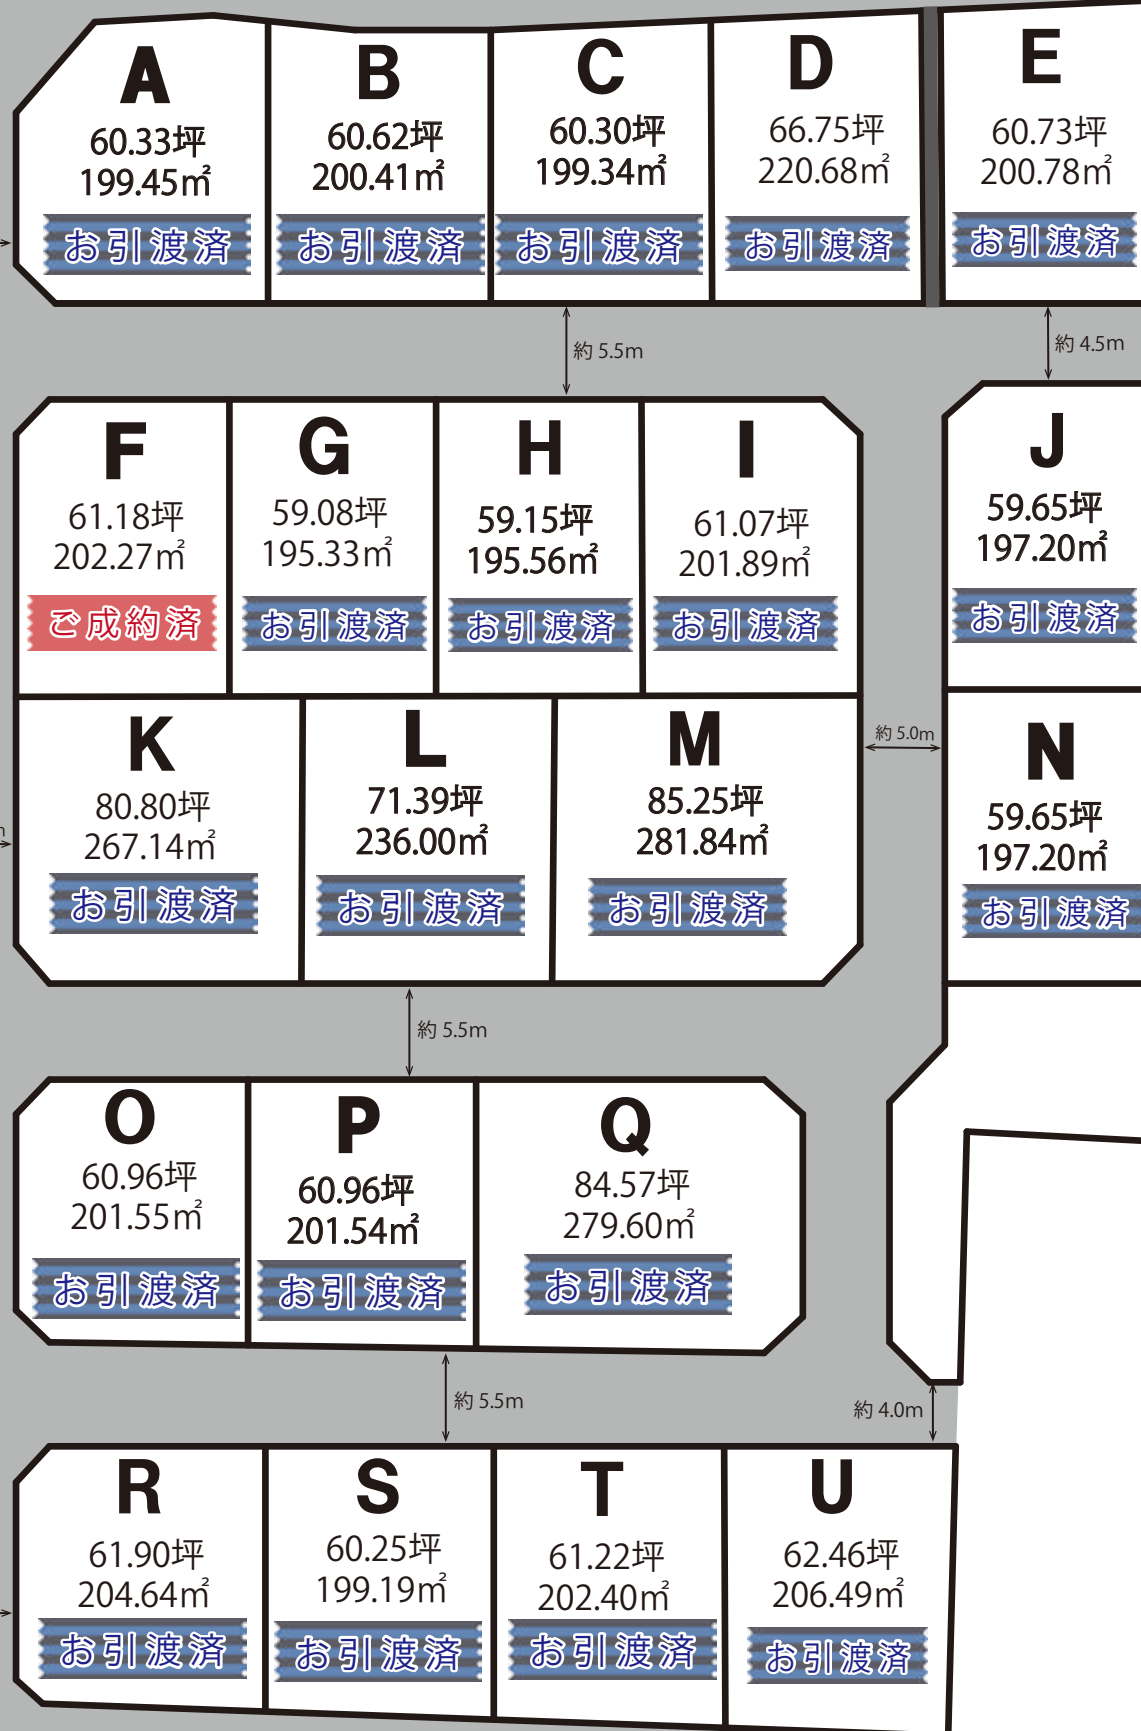 A
60.33坪
199.45㎡
お引渡済
B
60.62坪
200.41㎡
お引渡済
C
60.30坪
199.34㎡
お引渡済
D
66.75坪
220.68㎡
お引渡済
E
60.73坪
200.78㎡
お引渡済
約 5.5m
約 4.5m
F
61.18坪
202.27㎡
ご成約済
G
59.08坪
195.33㎡
お引渡済
H
59.15坪
195.56㎡
お引渡済
I
61.07坪
201.89㎡
お引渡済
J
59.65坪
197.20㎡
お引渡済
K
80.80坪
267.14㎡
お引渡済
L
71.39坪
236.00㎡
お引渡済
M
85.25坪
281.84㎡
お引渡済
約 5.0m
N
59.65坪
197.20㎡
お引渡済
約 5.5m
O
60.96坪
201.55㎡
お引渡済
P
60.96坪
201.54㎡
お引渡済
Q
84.57坪
279.60㎡
お引渡済
約 5.5m
約 4.0m
R
61.90坪
204.64㎡
お引渡済
S
60.25坪
199.19㎡
お引渡済
T
61.22坪
202.40㎡
お引渡済
U
62.46坪
206.49㎡
お引渡済